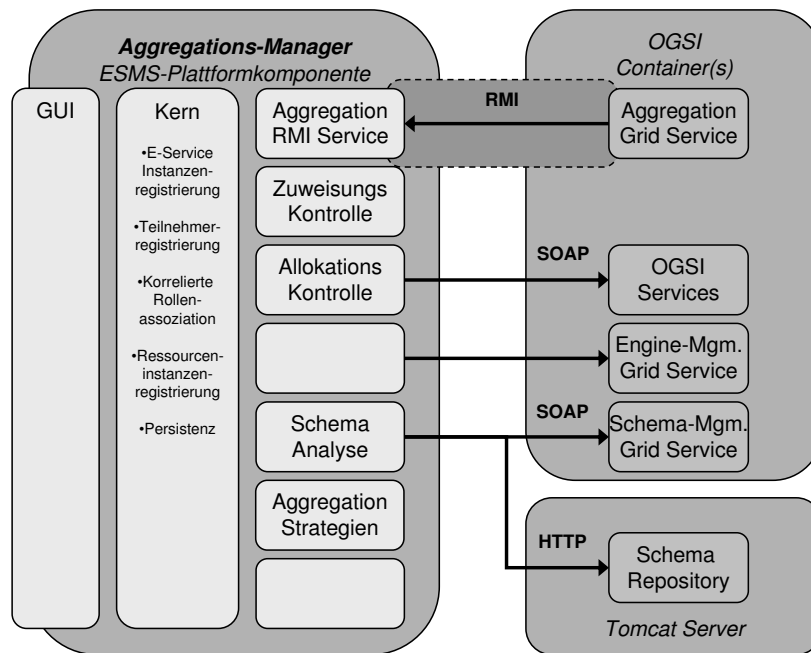 Aggregations-Manager
ESMS-Plattformkomponente
GUI
Kern
•E-Service
Instanzen-
registrierung
•Teilnehmer-
registrierung
•Korrelierte
Rollen-
assoziation
•Ressourcen-
instanzen-
registrierung
•Persistenz
Aggregation
RMI Service
Zuweisungs
Kontrolle
Allokations
Kontrolle
Schema
Analyse
Aggregation
Strategien
RMI
SOAP
SOAP
HTTP
OGSI
Container(s)
Aggregation
Grid Service
OGSI
Services
Engine-Mgm.
Grid Service
Schema-Mgm.
Grid Service
Schema
Repository
Tomcat Server